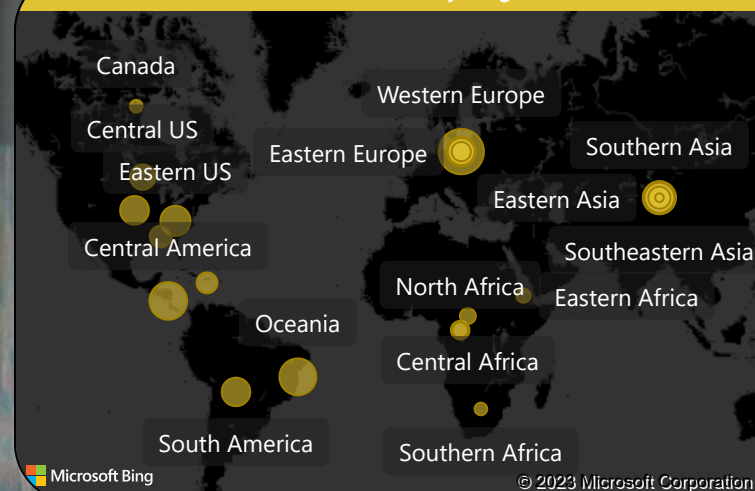 Canada
Western Europe
Central US
Southern Asia
Eastern Europe
Eastern US
Eastern Asia
Central America
Southeastern Asia
North Africa
Eastern Africa
Oceania
Central Africa
South America
Southern Africa
Microsoft Bing
© 2023 Microsoft Corporation